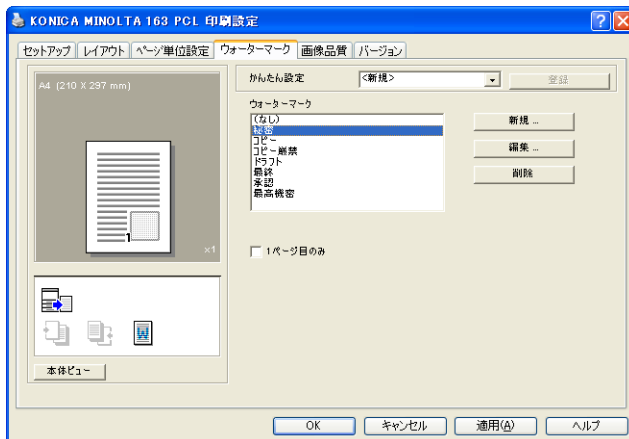 KONICA MINOLTA 163 PCL 印刷設定
セットアップ レイアウト ページ単位設定 ウォーターマーク 画像品質 バージョン
A4 (210 X 297 mm)
1
×1
本体ビュー
かんたん設定 <新規> 登録
ウォーターマーク
(なし)
秘密
コピー
コピー厳禁
ドラフト
最終
承認
最高機密
新規 ...
編集 ...
削除
1ページ目のみ
OK キャンセル 適用(A) ヘルプ